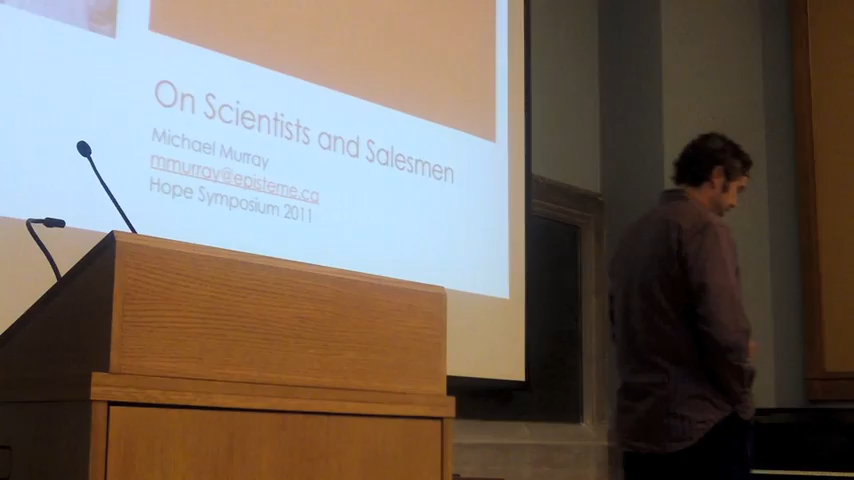 On Scientists and Salesmen
Michael Murray
mmurray@episteme.ca
Hope Symposium 2011